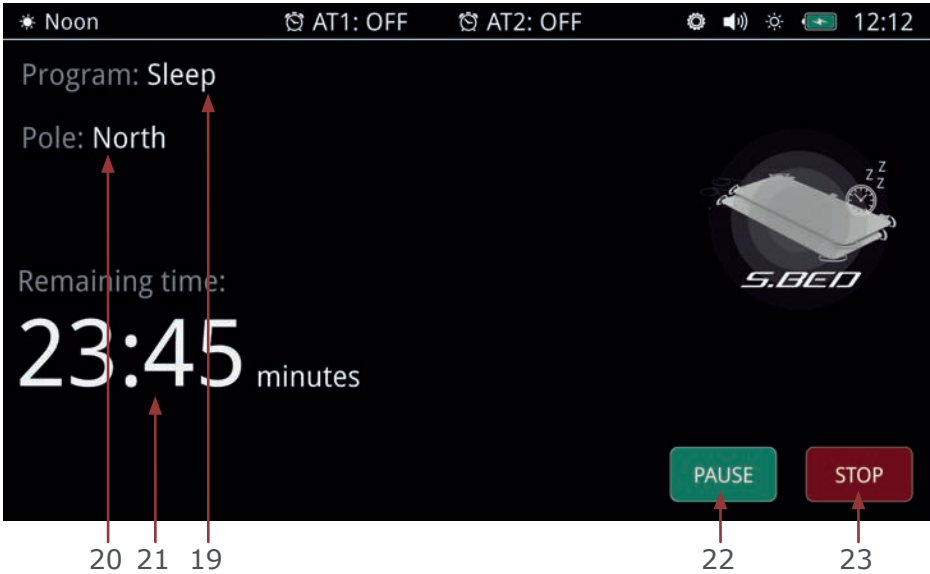 Noon AT1: OFF AT2: OFF 12:12
Program: Sleep
Pole: North
z Z Z
S.BED
Remaining time:
23:45 minutes
PAUSE STOP
20 21 19 22 23